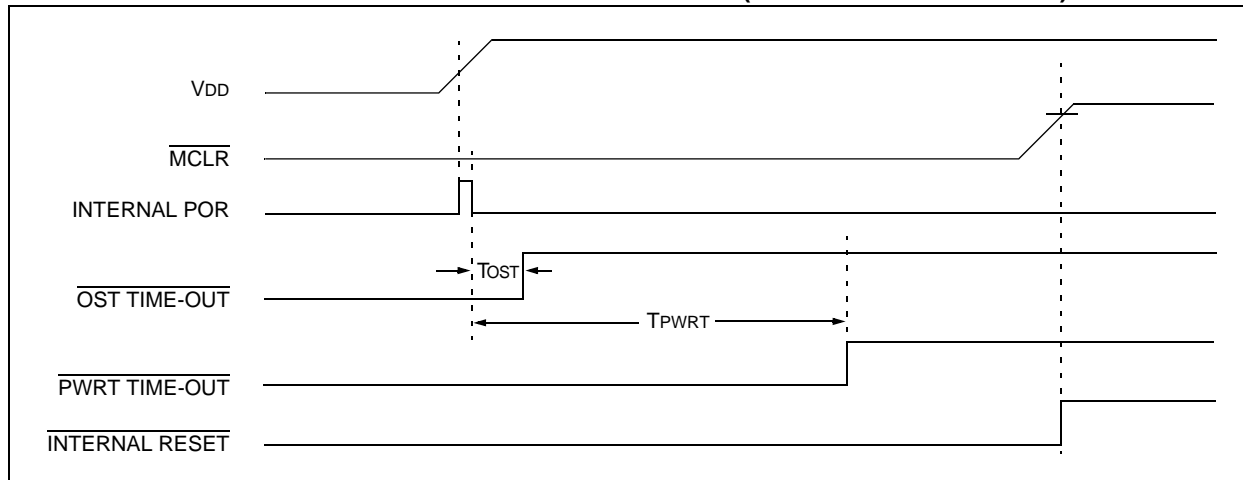 VDD
MCLR
INTERNAL POR
TOST
OST TIME-OUT
TPWRT
PWRT TIME-OUT
INTERNAL RESET